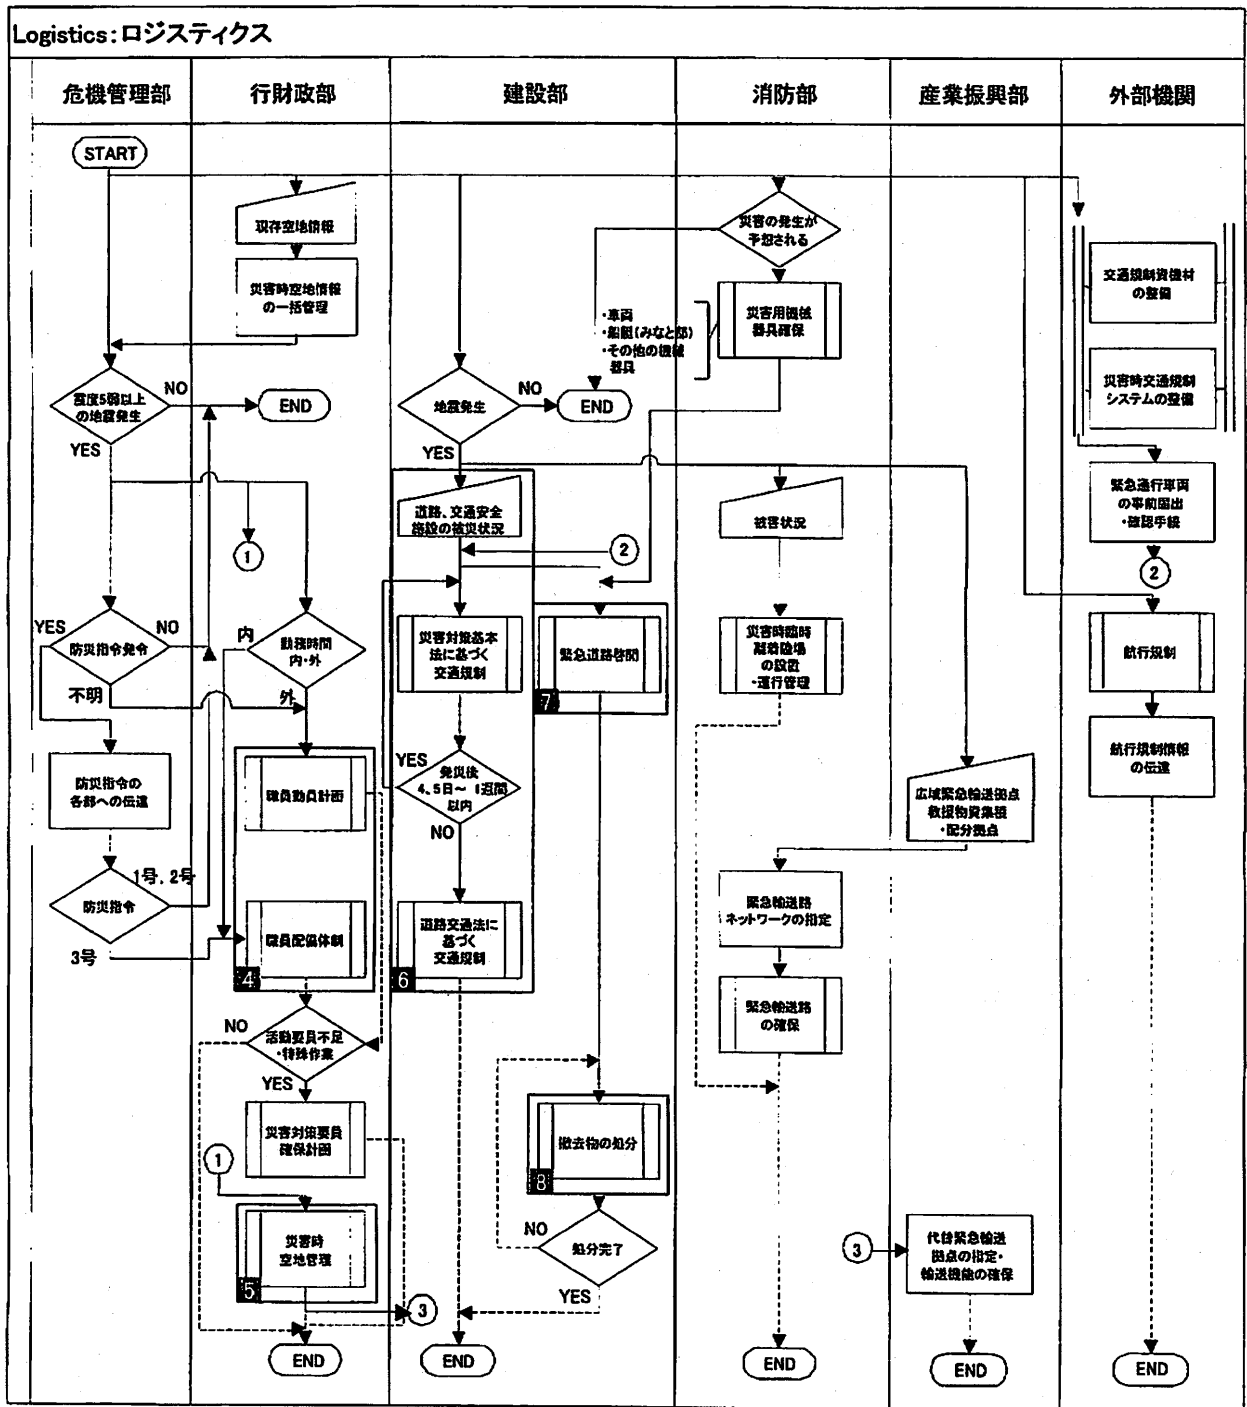 Logistics:ロジスティクス
危機管理部
行財政部
建設部
消防部
産業振興部
外部機関
START
現存空地情報
災害時空地情報
の一括管理
震度5弱以上
の地震発生
NO
YES
END
1
防災指令発令
YES
NO
不明
防災指令の
各部への伝達
防災指令
1号、2号
3号
勤務時間
内・外
内
外
職員動員計画
職員配備体制
4
活動要員不足
・特殊作業
NO
YES
災害対策要員
確保計画
1
災害時
空地管理
5
3
END
地震発生
NO
YES
END
道路、交通安全
施設の被災状況
2
災害対策基本
法に基づく
交通規制
緊急道路啓開
7
発災後
4、5日~1週間
以内
YES
NO
道路交通法に
基づく
交通規制
6
撤去物の処分
8
処分完了
NO
YES
END
災害の発生が
予想される
災害用機械
器具確保
・車両
・船艇(みなと部)
・その他の機械
器具
被害状況
災害時臨時
離着陸場
の設置
・運行管理
緊急輸送路
ネットワークの指定
緊急輸送路
の確保
END
広域緊急輸送拠点
救援物資集積
・配分拠点
3
代替緊急輸送
拠点の指定・
輸送機能の確保
END
交通規制資機材
の整備
災害時交通規制
システムの整備
緊急通行車両
の事前届出
・確認手続
2
航行規制
航行規制情報
の伝達
END